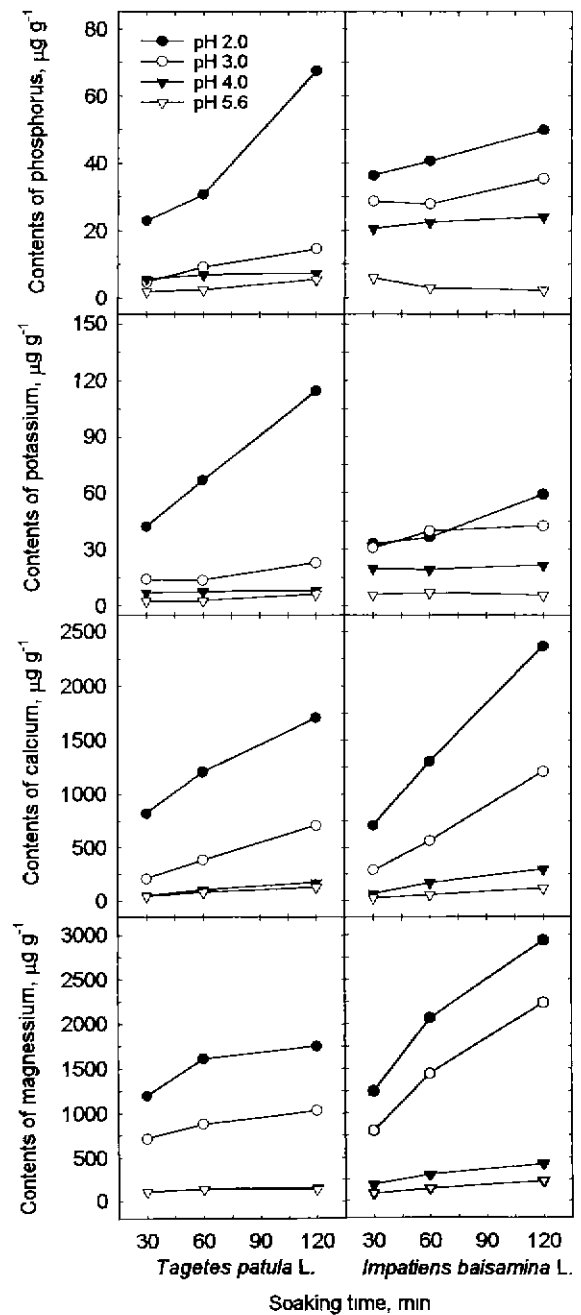 Contents of phosphorus, µg g⁻¹
80
60
40
20
0
pH 2.0
pH 3.0
pH 4.0
pH 5.6
Contents of potassium, µg g⁻¹
150
120
90
60
30
0
Contents of calcium, µg g⁻¹
2500
2000
1500
1000
500
0
Contents of magnessium, µg g⁻¹
3000
2500
2000
1500
1000
500
0
30 60 90 120 30 60 90 120
Tagetes patula L. Impatiens baisamina L.
Soaking time, min